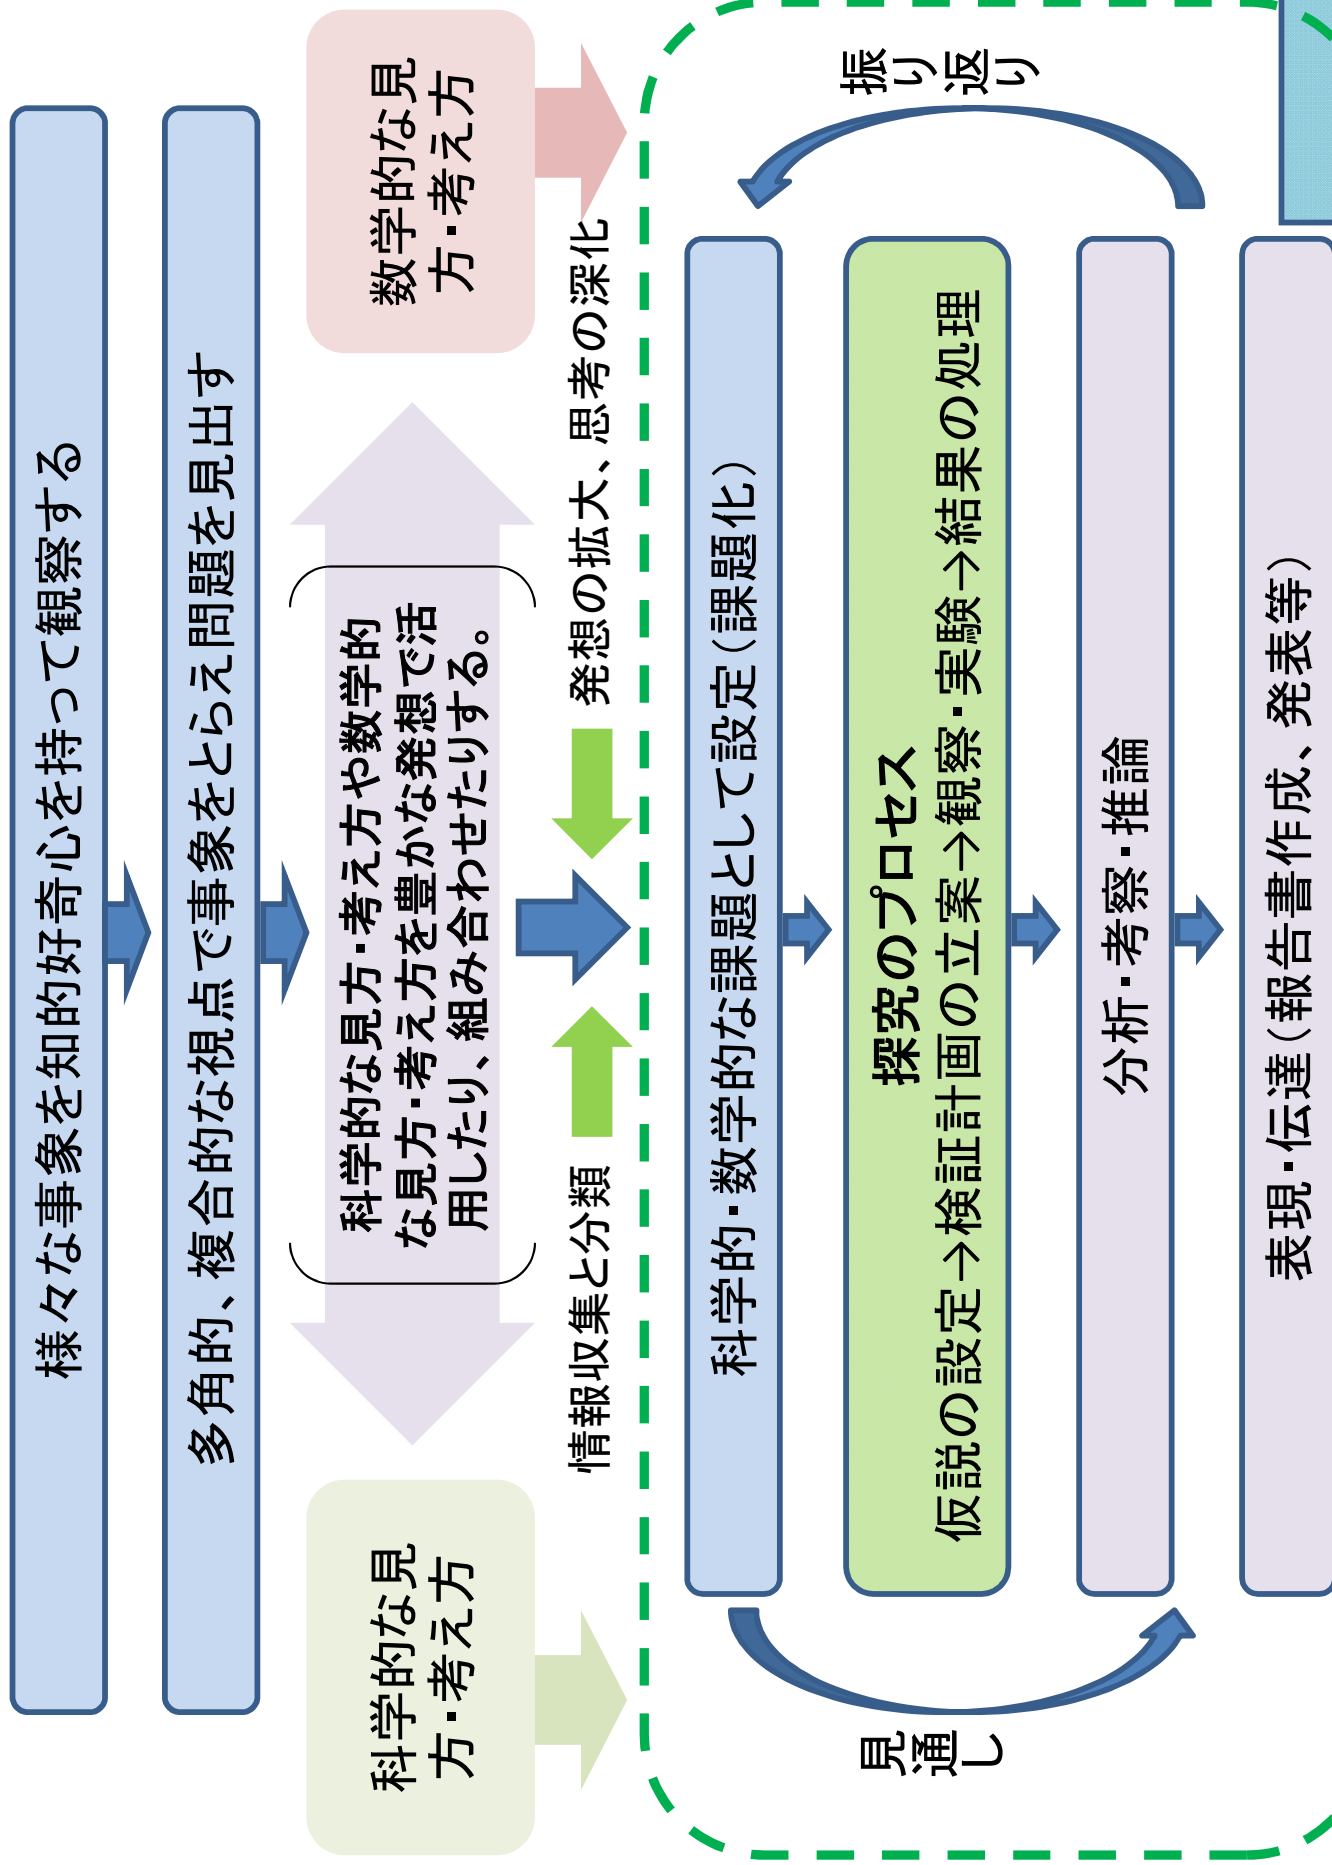 様々な事象を知的好奇心を持って観察する
多角的、複合的な視点で事象をとらえ問題を見出す
科学的な見
方・考え方
科学的な見方・考え方や数学的
な見方・考え方を豊かな発想で活
用したり、組み合わせたりする。
数学的な見
方・考え方
情報収集と分類
発想の拡大、思考の深化
科学的・数学的な課題として設定（課題化）
見通し
探究のプロセス
仮説の設定→検証計画の立案→観察・実験→結果の処理
振り返り
分析・考察・推論
表現・伝達（報告書作成、発表等）